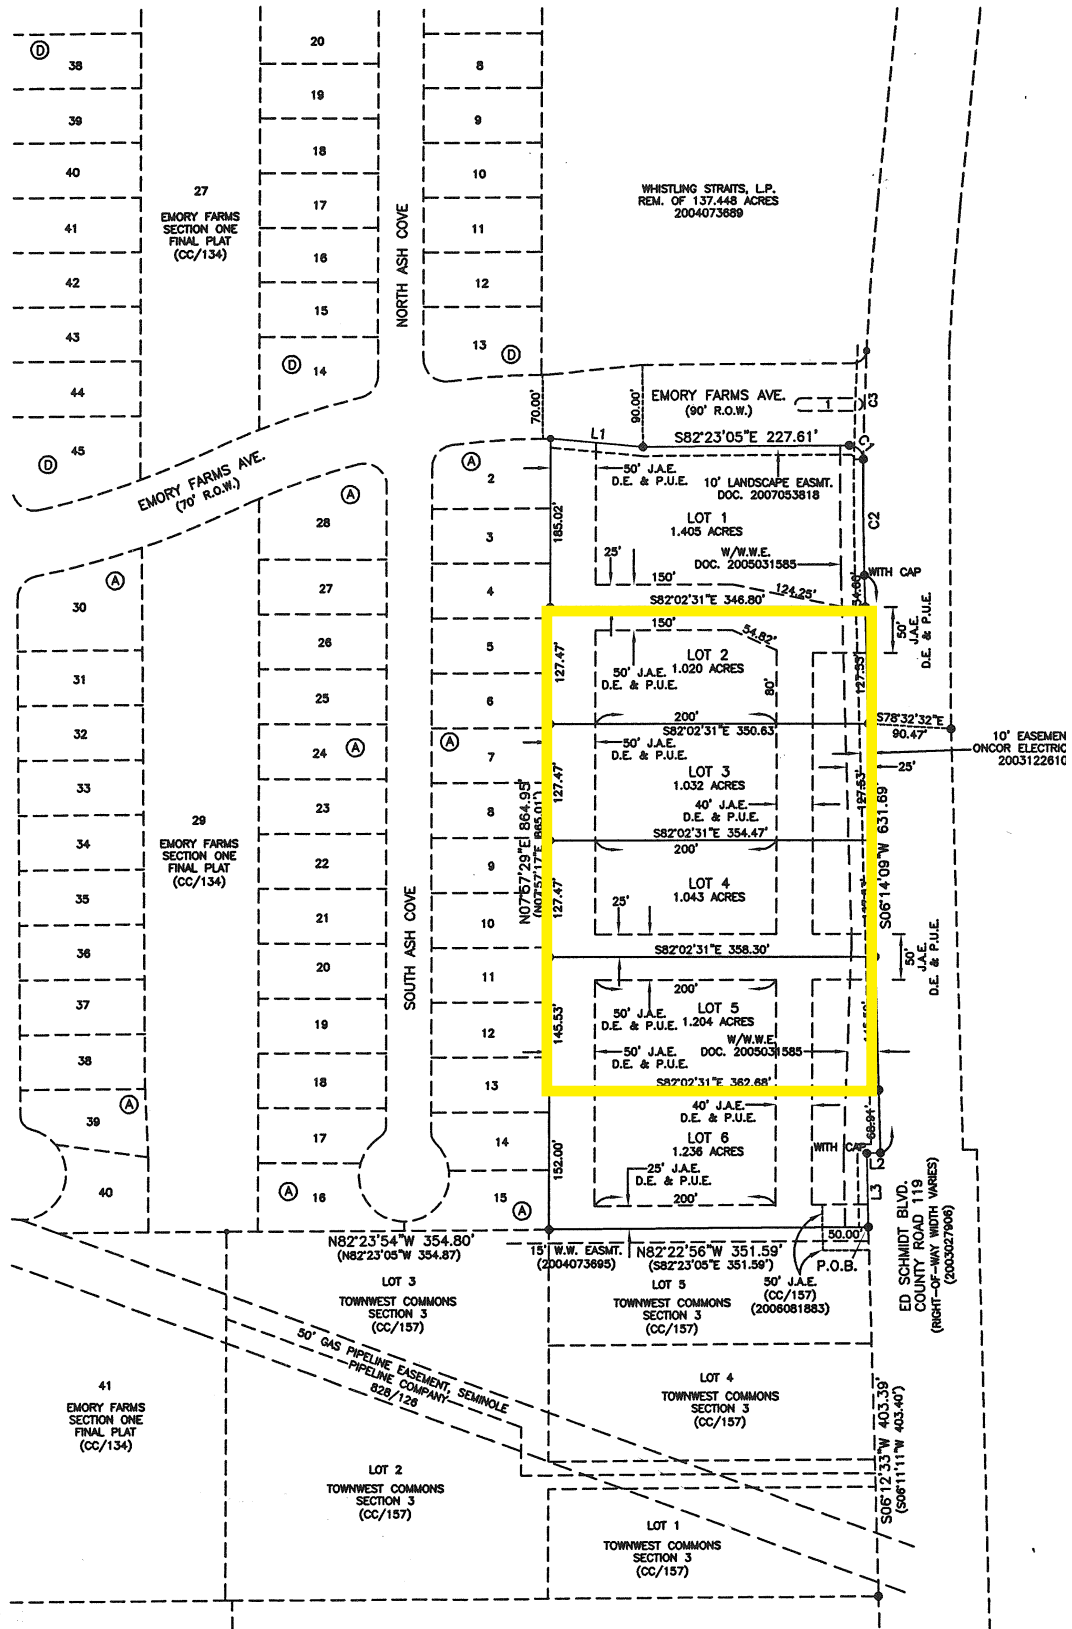 D
38
39
40
41
42
43
44
D
45
27
EMORY FARMS
SECTION ONE
FINAL PLAT
(CC/134)
20
19
18
17
16
15
D
14
NORTH ASH COVE
8
9
10
11
12
13
D
WHISTLING STRAITS, L.P.
REM. OF 137.448 ACRES
2004073689
EMORY FARMS AVE.
(70' R.O.W.)
70.00'
90.00'
EMORY FARMS AVE.
(90' R.O.W.)
1
C3
L1
S82°23'05"E 227.61'
C1
50' J.A.E.
D.E. & P.U.E.
10' LANDSCAPE EASMT.
DOC. 2007053818
LOT 1
1.405 ACRES
185.02'
C2
25'
W/W.W.E.
DOC. 2005031585
WITH CAP
150'
124.25'
S82°02'31"E 346.80'
50'
J.A.E.
D.E. & P.U.E.
A
30
31
32
33
34
35
36
37
38
A
39
40
29
EMORY FARMS
SECTION ONE
FINAL PLAT
(CC/134)
A
28
27
26
25
24
A
23
22
21
20
19
18
17
A
16
SOUTH ASH COVE
A
2
3
4
5
6
A
7
8
9
10
11
12
13
14
15
A
150'
54.82'
LOT 2
1.020 ACRES
50' J.A.E.
D.E. & P.U.E.
127.47'
80'
127.53'
200'
S82°02'31"E 350.63'
S78°32'32"E
90.47'
50' J.A.E.
D.E. & P.U.E.
10' EASEMEN
ONCOR ELECTRIC
2003122610
25'
LOT 3
1.032 ACRES
127.47'
127.53'
40' J.A.E.
D.E. & P.U.E.
S82°02'31"E 354.47'
200'
N07°57'29"E 864.95'
(N07°57'17"E 865.01')
S06°14'09"W 631.69'
LOT 4
1.043 ACRES
127.47'
25'
S82°02'31"E 358.30'
50'
J.A.E.
D.E. & P.U.E.
200'
LOT 5
1.204 ACRES
50' J.A.E.
D.E. & P.U.E.
145.53'
W/W.W.E.
DOC. 2005031585
50' J.A.E.
D.E. & P.U.E.
S82°02'31"E 362.68'
40' J.A.E.
D.E. & P.U.E.
68.91'
LOT 6
1.236 ACRES
WITH CAP
L2
152.00'
25' J.A.E.
D.E. & P.U.E.
L3
200'
50.00'
N82°23'54"W 354.80'
(N82°23'05"W 354.87)
15' W.W. EASMT.
(2004073695)
N82°22'56"W 351.59'
(S82°23'05"E 351.59')
P.O.B.
50' J.A.E.
(CC/157)
(2006081883)
ED SCHMIDT BLVD.
COUNTY ROAD 119
(RIGHT-OF-WAY WIDTH VARIES)
(2003027906)
LOT 3
TOWNWEST COMMONS
SECTION 3
(CC/157)
LOT 5
TOWNWEST COMMONS
SECTION 3
(CC/157)
50' GAS PIPELINE EASEMENT, SEMINOLE
PIPELINE COMPANY
828/126
41
EMORY FARMS
SECTION ONE
FINAL PLAT
(CC/134)
LOT 4
TOWNWEST COMMONS
SECTION 3
(CC/157)
S06°12'33"W 403.39'
(S06°11'11"W 403.40')
LOT 2
TOWNWEST COMMONS
SECTION 3
(CC/157)
LOT 1
TOWNWEST COMMONS
SECTION 3
(CC/157)